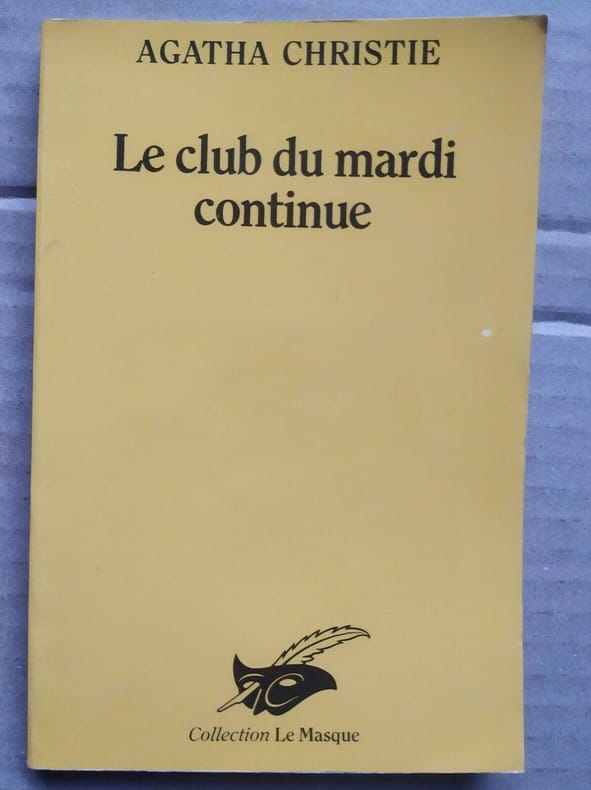 AGATHA CHRISTIE
Le club du mardi
continue
Collection Le Masque